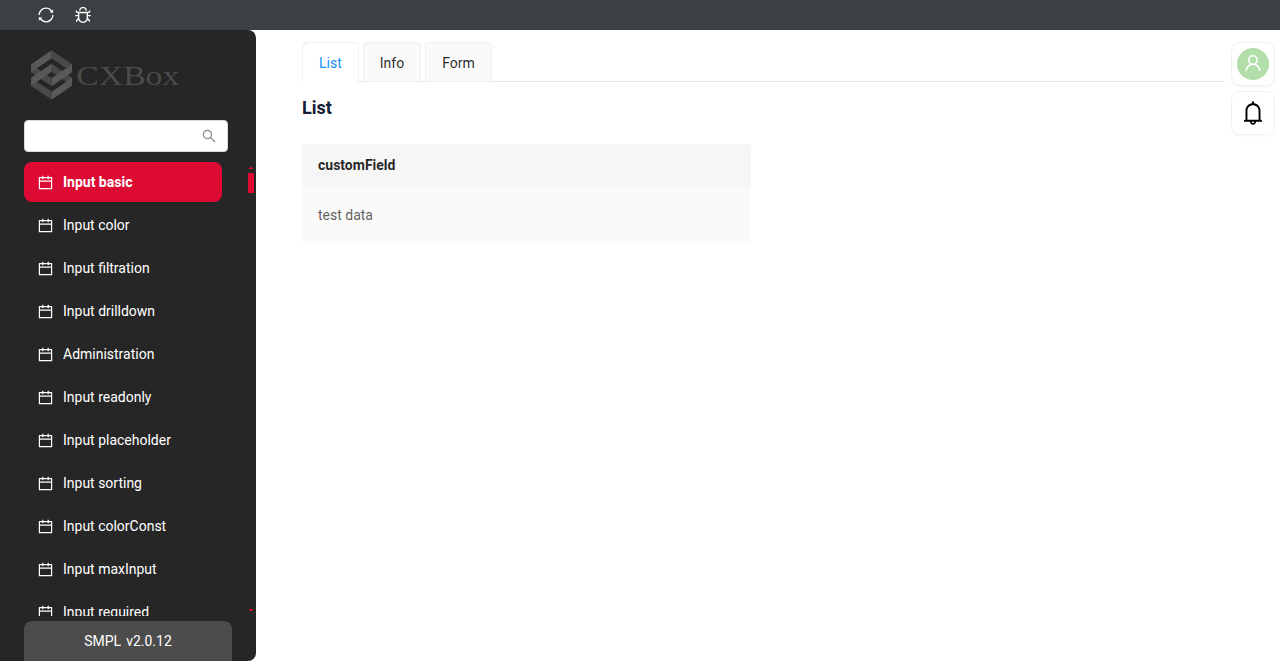 CXBox
Input basic
Input color
Input filtration
Input drilldown
Administration
Input readonly
Input placeholder
Input sorting
Input colorConst
Input maxInput
Input required
SMPL v2.0.12
List
Info
Form
List
customField
test data